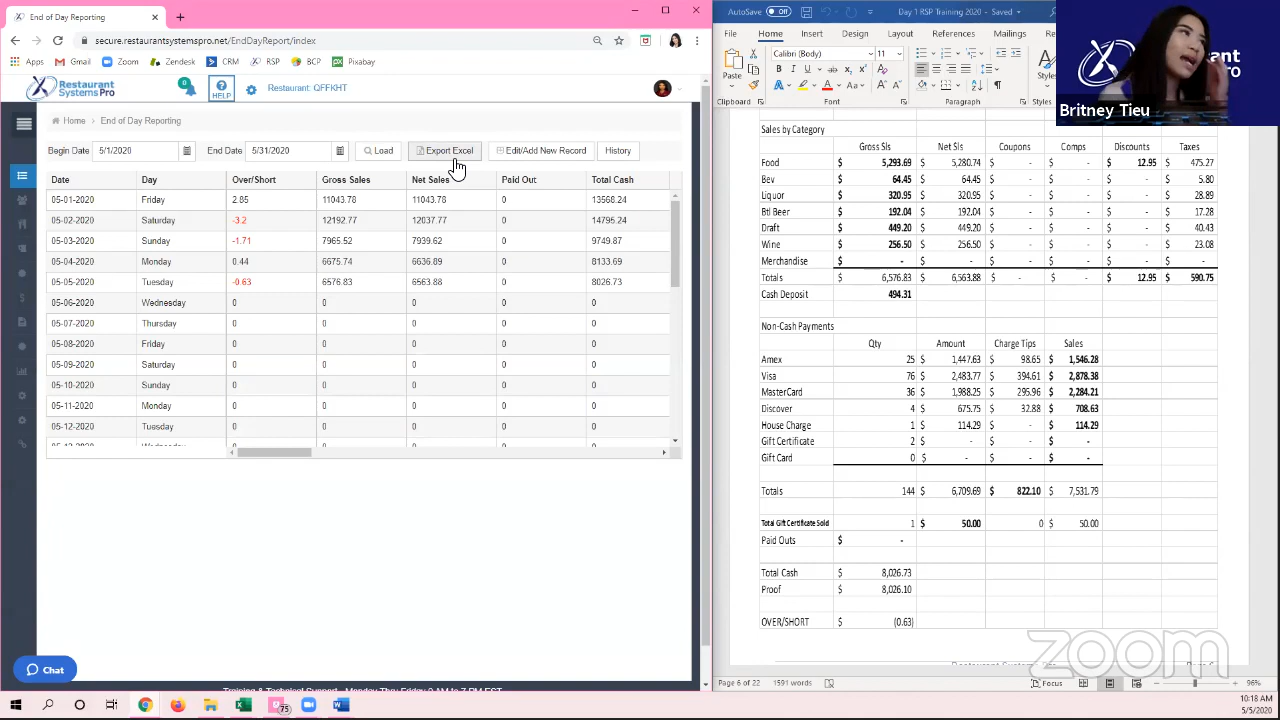 End of Day Reporting
secure.restaurantsystemspro.net/EndDayReport/index
Apps
Gmail
Zoom
Zendesk
CFU
RSP
BCP
Pixabay
Restaurant
Systems Pro
0
HELP
Restaurant: QFFKHT
Home > End of Day Reporting
Begin Date 5/1/2020 End Date 5/31/2020 Load Export Excel Edit/Add New Record History
Date Day Over/Short Gross Sales Net Sales Paid Out Total Cash
05-01-2020 Friday 2.85 11043.78 11043.78 0 13568.24
05-02-2020 Saturday -3.2 12192.77 12037.77 0 14795.24
05-03-2020 Sunday -1.71 7965.52 7939.62 0 9749.87
05-04-2020 Monday 0.44 6675.74 6636.89 0 8133.69
05-05-2020 Tuesday -0.63 6576.83 6563.88 0 8026.73
05-06-2020 Wednesday 0 0 0 0 0
05-07-2020 Thursday 0 0 0 0 0
05-08-2020 Friday 0 0 0 0 0
05-09-2020 Saturday 0 0 0 0 0
05-10-2020 Sunday 0 0 0 0 0
05-11-2020 Monday 0 0 0 0 0
05-12-2020 Tuesday 0 0 0 0 0
Chat
AutoSave Off Day 1 RSP Training 2020
File Home Insert Design Layout References Mailings
Paste
Clipboard
Calibri (Body) 11
Font
Paragraph
Styles
Britney Tieu
Sales by Category
Gross Sls Net Sls Coupons Comps Discounts Taxes
Food $ 5,293.69 $ 5,280.74 $ - $ - $ 12.95 $ 475.27
Bev $ 64.45 $ 64.45 $ - $ - $ - $ 5.80
Liquor $ 320.95 $ 320.95 $ - $ - $ - $ 28.89
Btl Beer $ 192.04 $ 192.04 $ - $ - $ - $ 17.28
Draft $ 449.20 $ 449.20 $ - $ - $ - $ 40.43
Wine $ 256.50 $ 256.50 $ - $ - $ - $ 23.08
Merchandise $ - $ - $ - $ - $ - $ -
Totals $ 6,576.83 $ 6,563.88 $ - $ - $ 12.95 $ 590.75
Cash Deposit 494.31
Non-Cash Payments
Qty Amount Charge Tips Sales
Amex 25 $ 1,447.63 $ 98.65 $ 1,546.28
Visa 76 $ 2,483.77 $ 394.61 $ 2,878.38
MasterCard 36 $ 1,988.25 $ 295.96 $ 2,284.21
Discover 4 $ 675.75 $ 32.88 $ 708.63
House Charge 1 $ 114.29 $ - $ 114.29
Gift Certificate 2 $ - $ - $ -
Gift Card 0 $ - $ - $ -
Totals 144 $ 6,709.69 $ 822.10 $ 7,531.79
Total Gift Certificate Sold 1 $ 50.00 0 $ 50.00
Paid Outs $ -
Total Cash $ 8,026.73
Proof $ 8,026.10
OVER/SHORT $ (0.63)
zoom
Page 6 of 22 1591 words Focus 96%
75
10:18 AM
5/5/2020